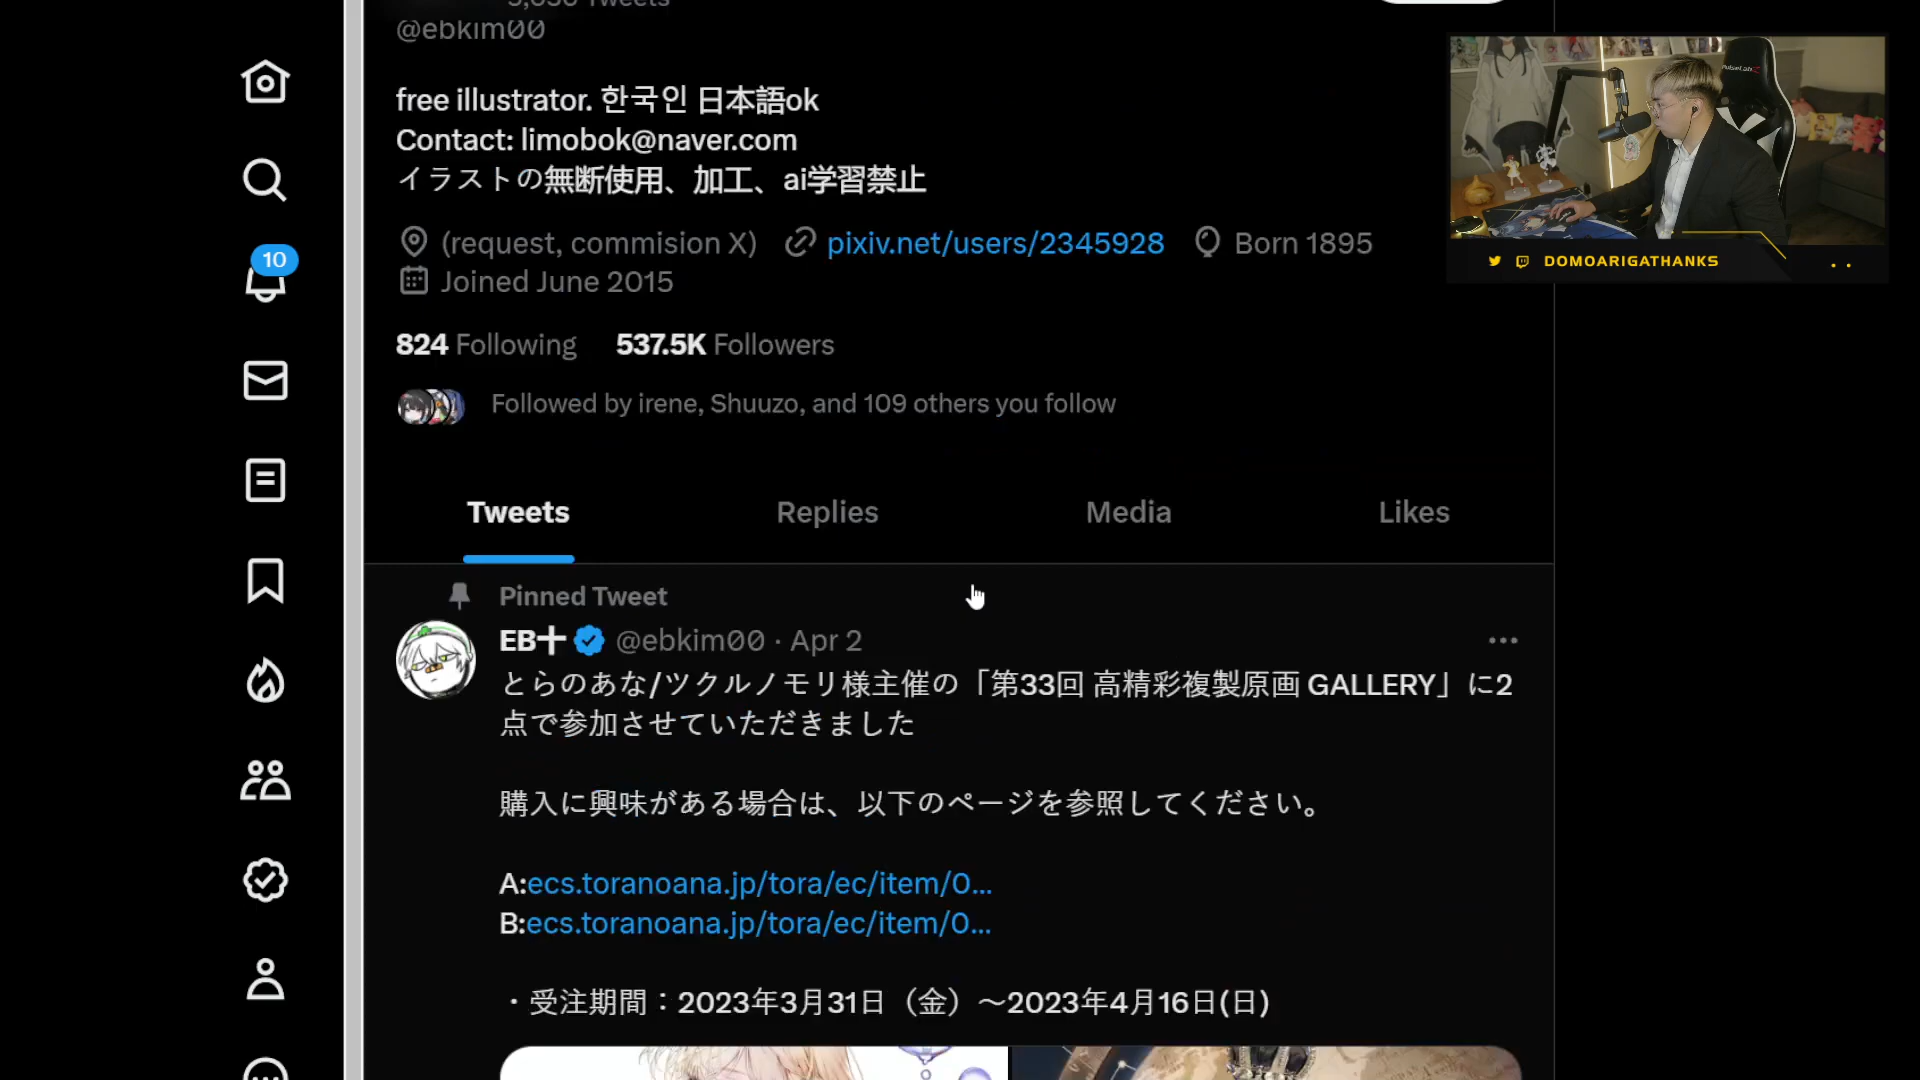 @ebkim00
free illustrator. 한국인 日本語ok
Contact: limobok@naver.com
イラストの無断使用、加工、ai学習禁止
(request, commision X) pixiv.net/users/2345928 Born 1895
Joined June 2015
824 Following 537.5K Followers
Followed by irene, Shuuzo, and 109 others you follow
Tweets Replies Media Likes
Pinned Tweet
EB十 @ebkim00 · Apr 2
とらのあな/ツクルノモリ様主催の「第33回 高精彩複製原画 GALLERY」に2
点で参加させていただきました
購入に興味がある場合は、以下のページを参照してください。
A:ecs.toranoana.jp/tora/ec/item/0...
B:ecs.toranoana.jp/tora/ec/item/0...
・受注期間：2023年3月31日（金）〜2023年4月16日(日)
10
DOMOARIGATHANKS